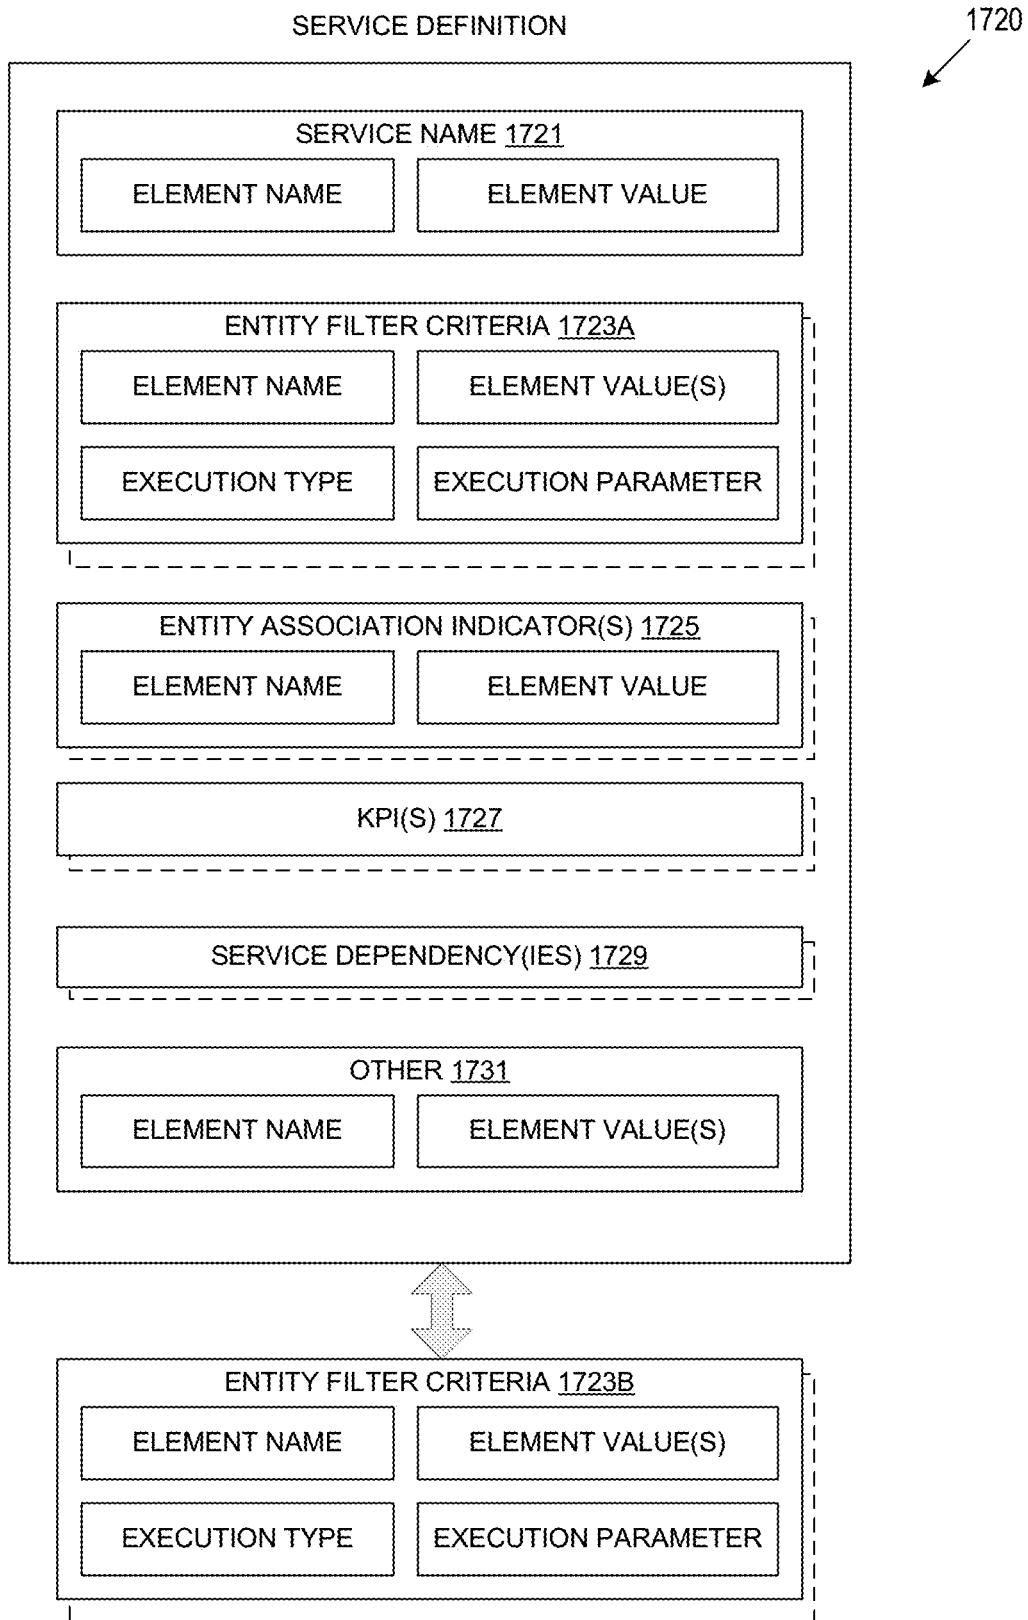 SERVICE DEFINITION
1720
SERVICE NAME 1721
ELEMENT NAME
ELEMENT VALUE
ENTITY FILTER CRITERIA 1723A
ELEMENT NAME
ELEMENT VALUE(S)
EXECUTION TYPE
EXECUTION PARAMETER
ENTITY ASSOCIATION INDICATOR(S) 1725
ELEMENT NAME
ELEMENT VALUE
KPI(S) 1727
SERVICE DEPENDENCY(IES) 1729
OTHER 1731
ELEMENT NAME
ELEMENT VALUE(S)
ENTITY FILTER CRITERIA 1723B
ELEMENT NAME
ELEMENT VALUE(S)
EXECUTION TYPE
EXECUTION PARAMETER